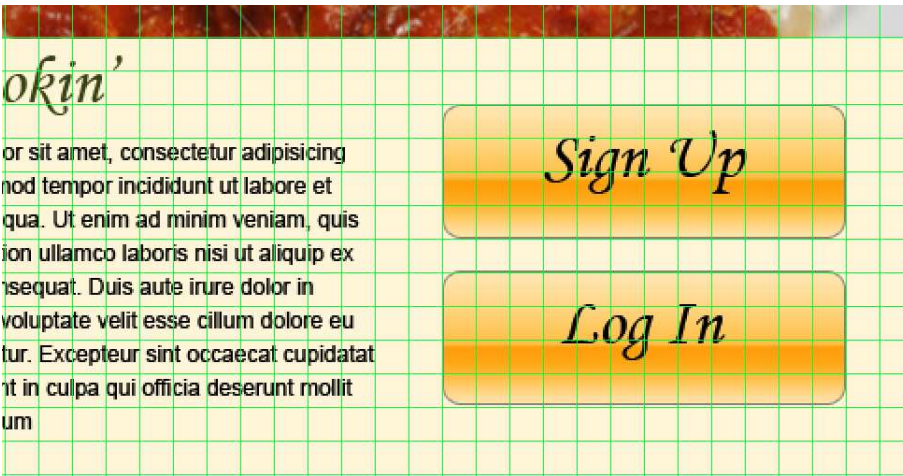 okin’
or sit amet, consectetur adipisicing
mod tempor incididunt ut labore et
qua. Ut enim ad minim veniam, quis
ion ullamco laboris nisi ut aliquip ex
nsequat. Duis aute irure dolor in
voluptate velit esse cillum dolore eu
tur. Excepteur sint occaecat cupidatat
nt in culpa qui officia deserunt mollit
um
Sign Up
Log In